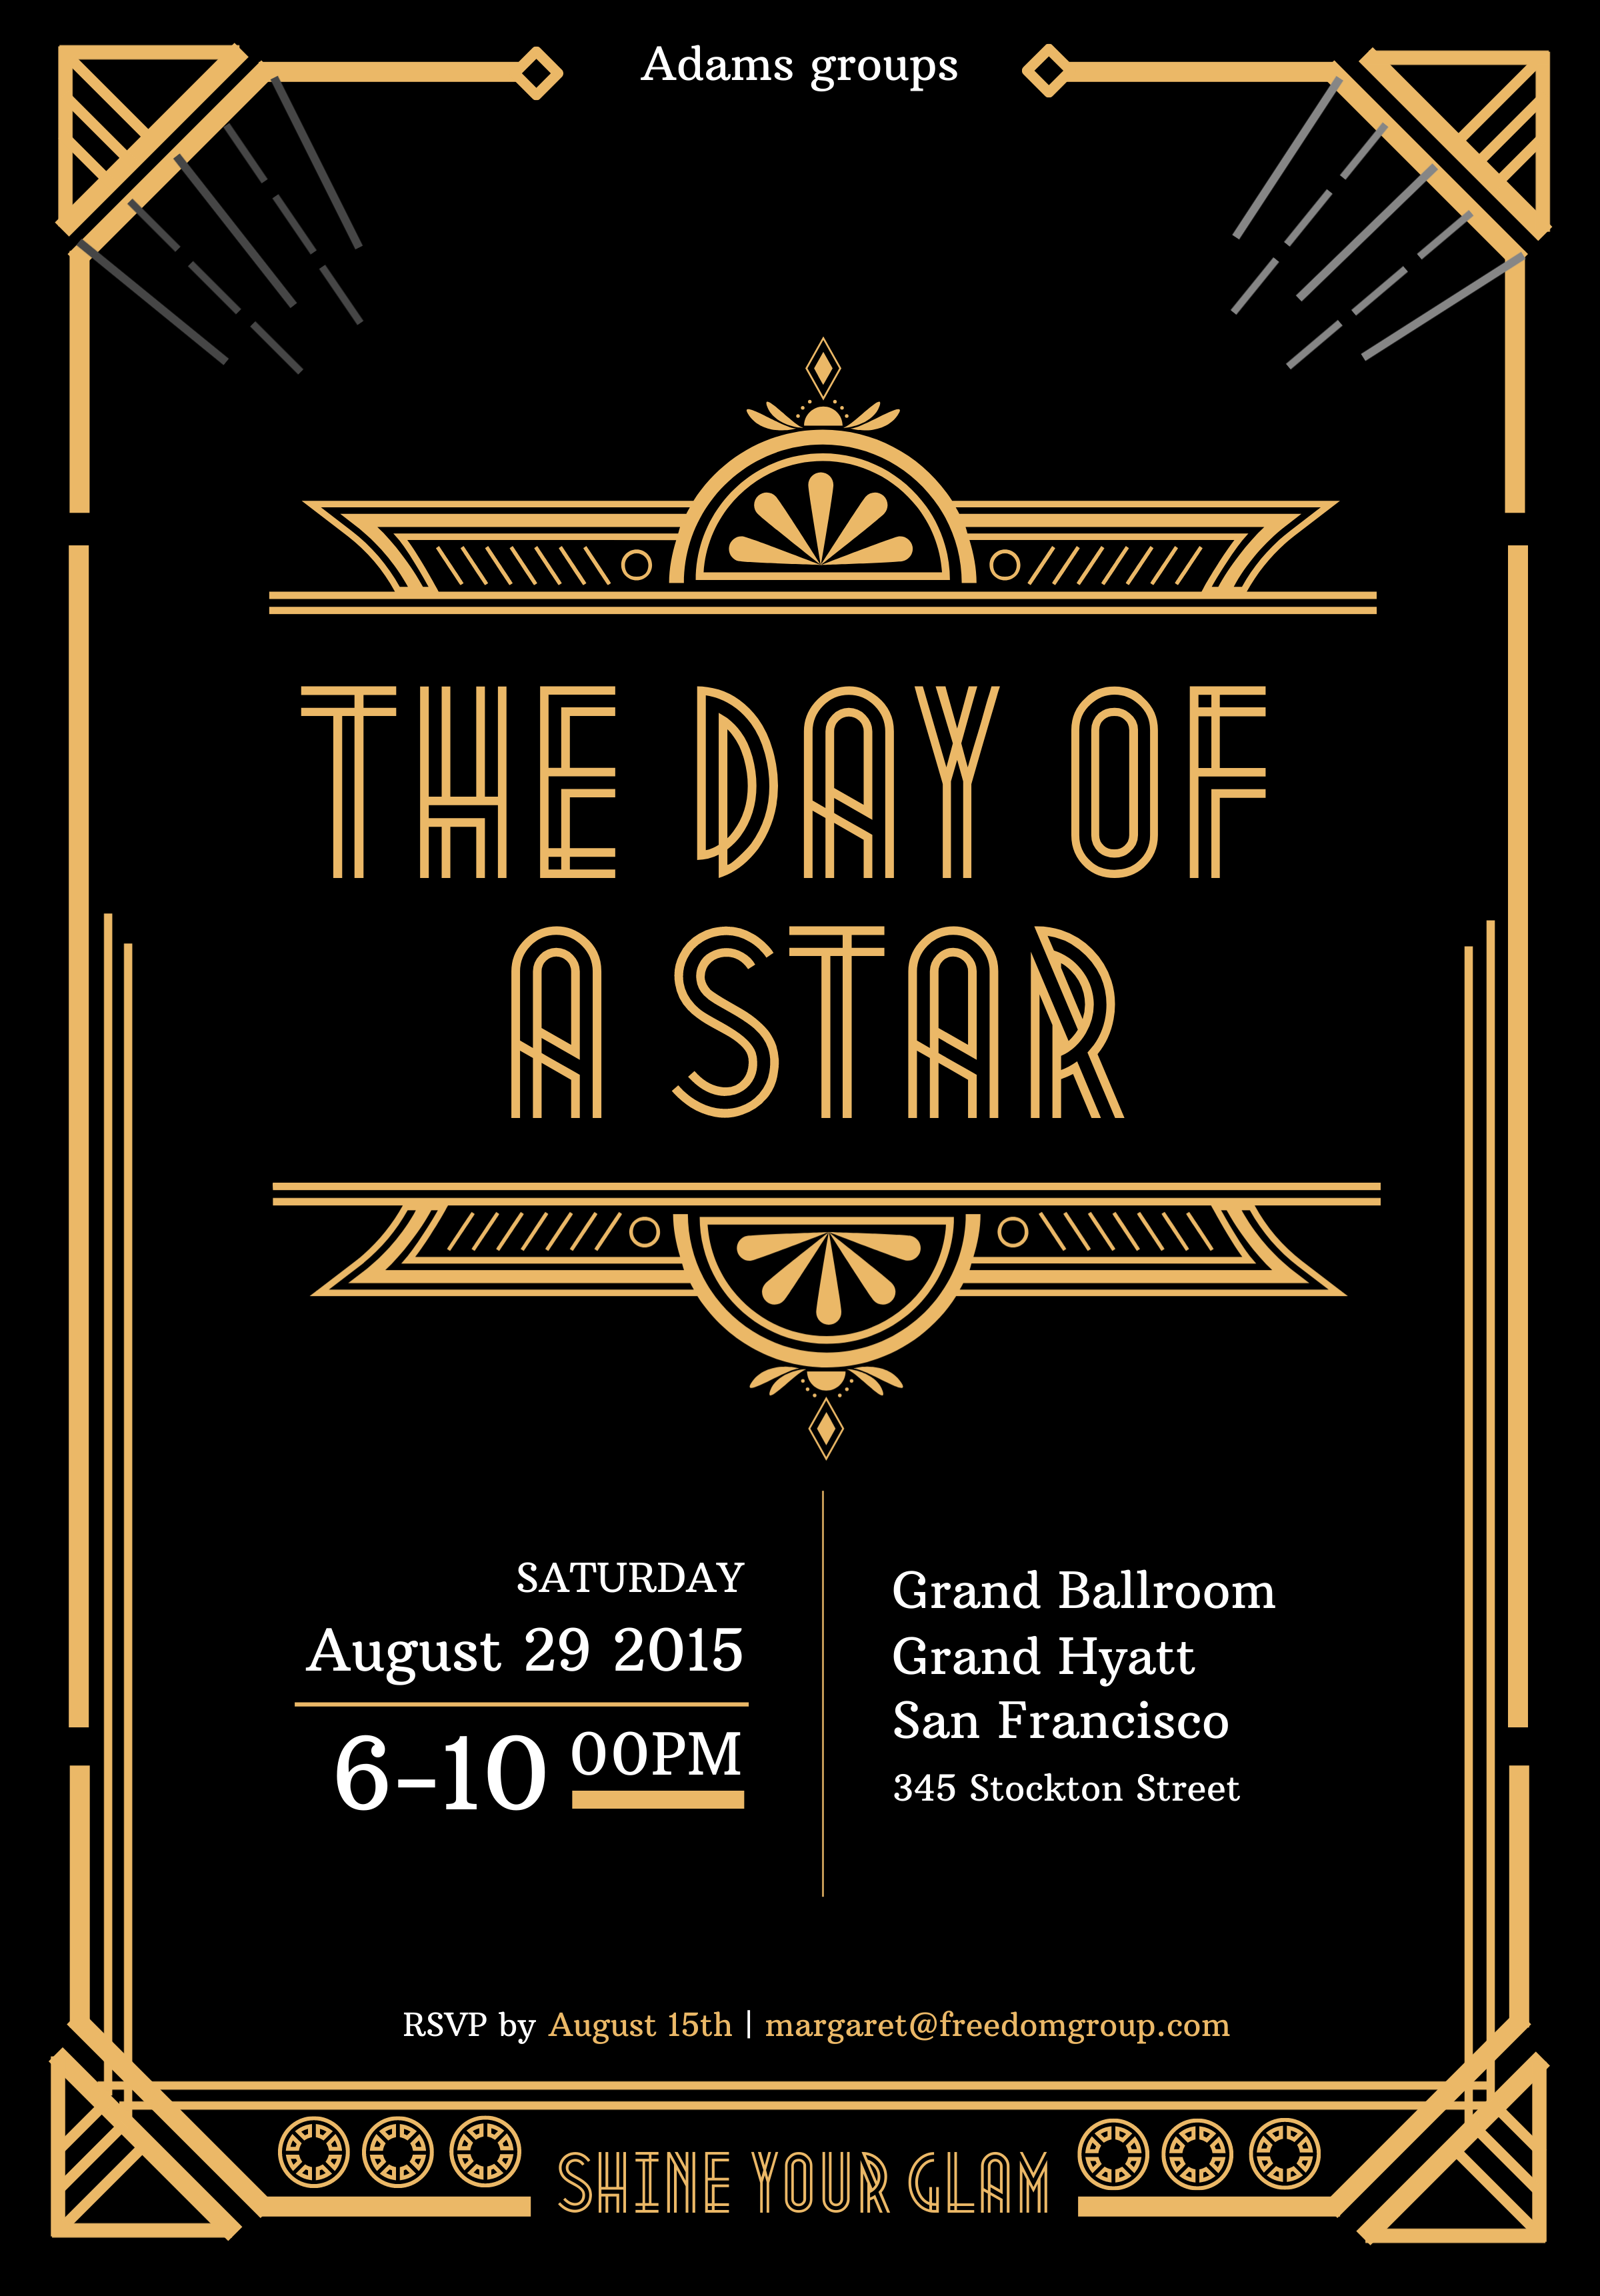 Adams groups
THE DAY OF
A STAR
SATURDAY
August 29 2015
6-10 00PM
Grand Ballroom
Grand Hyatt
San Francisco
345 Stockton Street
RSVP by August 15th | margaret@freedomgroup.com
SHINE YOUR GLAM